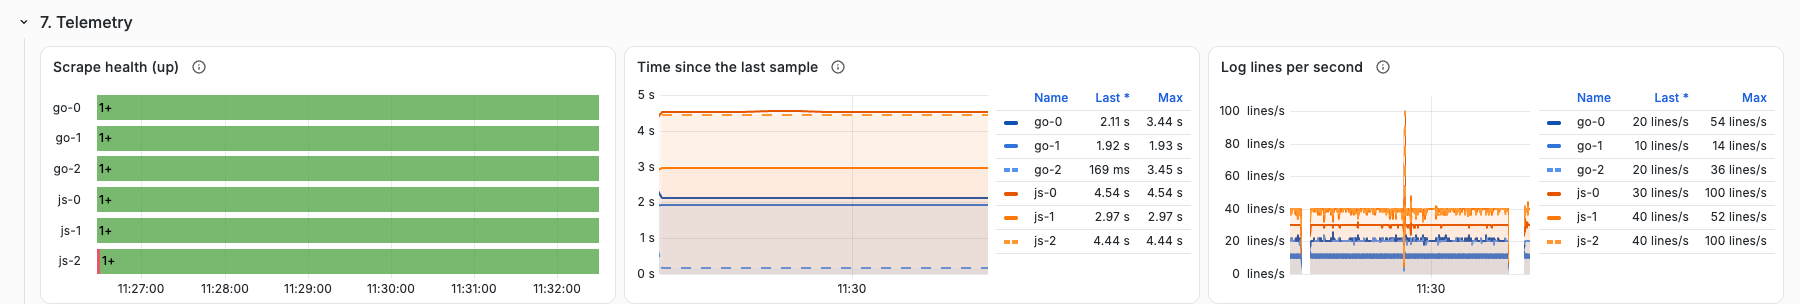 7. Telemetry
Scrape health (up)
go-0 1+
go-1 1+
go-2 1+
js-0 1+
js-1 1+
js-2 1+
11:27:00 11:28:00 11:29:00 11:30:00 11:31:00 11:32:00
Time since the last sample
5 s
4 s
3 s
2 s
1 s
0 s
11:30
Name Last * Max
go-0 2.11 s 3.44 s
go-1 1.92 s 1.93 s
go-2 169 ms 3.45 s
js-0 4.54 s 4.54 s
js-1 2.97 s 2.97 s
js-2 4.44 s 4.44 s
Log lines per second
100 lines/s
80 lines/s
60 lines/s
40 lines/s
20 lines/s
0 lines/s
11:30
Name Last * Max
go-0 20 lines/s 54 lines/s
go-1 10 lines/s 14 lines/s
go-2 20 lines/s 36 lines/s
js-0 30 lines/s 100 lines/s
js-1 40 lines/s 52 lines/s
js-2 40 lines/s 100 lines/s